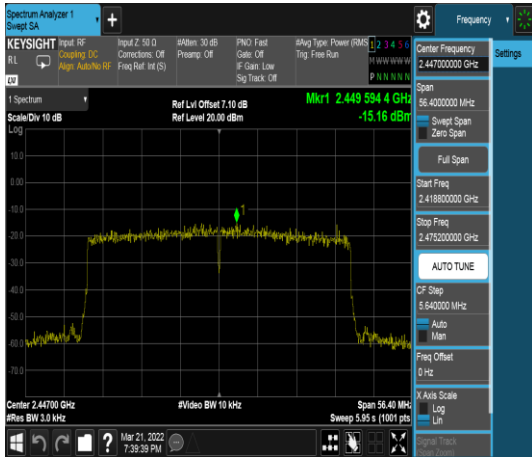 Spectrum Analyzer 1
Swept SA
+
Frequency
KEYSIGHT
RL
LXI
Input: RF
Coupling: DC
Align: Auto/No RF
Input Z: 50 Ω
Corrections: Off
Freq Ref: Int (S)
#Atten: 30 dB
Preamp: Off
PNO: Fast
Gate: Off
IF Gain: Low
Sig Track: Off
#Avg Type: Power (RMS
Trig: Free Run
1 2 3 4 5 6
M W W W W W
P N N N N N
1 Spectrum
Scale/Div 10 dB
Ref Lvl Offset 7.10 dB
Ref Level 20.00 dBm
Mkr1 2.449 594 4 GHz
-15.16 dBm
Log
10.0
0.00
-10.0
-20.0
-30.0
-40.0
-50.0
-60.0
-70.0
1
Center 2.44700 GHz
#Res BW 3.0 kHz
#Video BW 10 kHz
Span 56.40 MHz
Sweep 5.95 s (1001 pts)
Mar 21, 2022
7:39:39 PM
?
Center Frequency
2.447000000 GHz
Settings
Span
56.4000000 MHz
Swept Span
Zero Span
Full Span
Start Freq
2.418800000 GHz
Stop Freq
2.475200000 GHz
AUTO TUNE
CF Step
5.640000 MHz
Auto
Man
Freq Offset
0 Hz
X Axis Scale
Log
Lin
Signal Track
(Span Zoom)